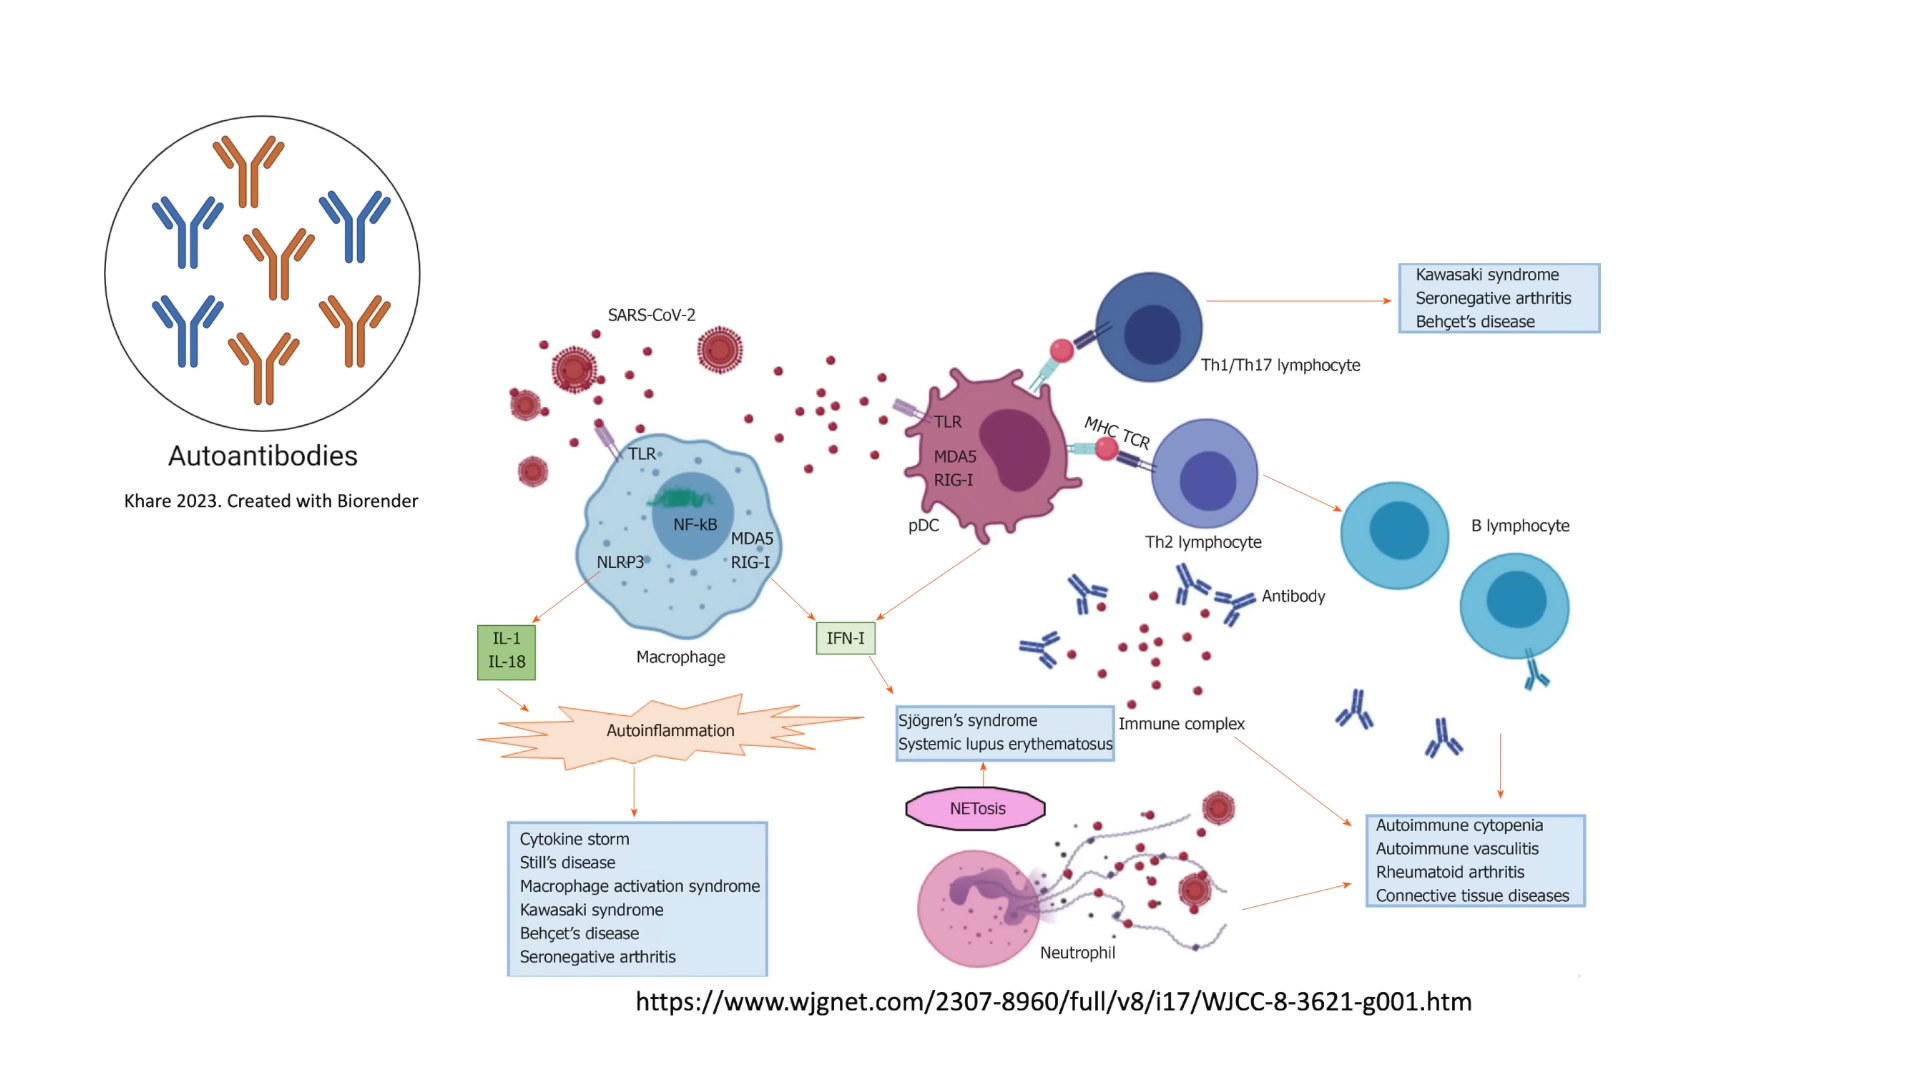 Autoantibodies
Khare 2023. Created with Biorender
SARS-CoV-2
TLR
NF-kB
MDA5
RIG-I
NLRP3
Macrophage
IL-1
IL-18
Autoinflammation
Cytokine storm
Still's disease
Macrophage activation syndrome
Kawasaki syndrome
Behçet's disease
Seronegative arthritis
TLR
MDA5
RIG-I
pDC
IFN-I
MHC TCR
Th1/Th17 lymphocyte
Kawasaki syndrome
Seronegative arthritis
Behçet's disease
Th2 lymphocyte
B lymphocyte
Antibody
Immune complex
Sjögren's syndrome
Systemic lupus erythematosus
NETosis
Neutrophil
Autoimmune cytopenia
Autoimmune vasculitis
Rheumatoid arthritis
Connective tissue diseases
https://www.wjgnet.com/2307-8960/full/v8/i17/WJCC-8-3621-g001.htm